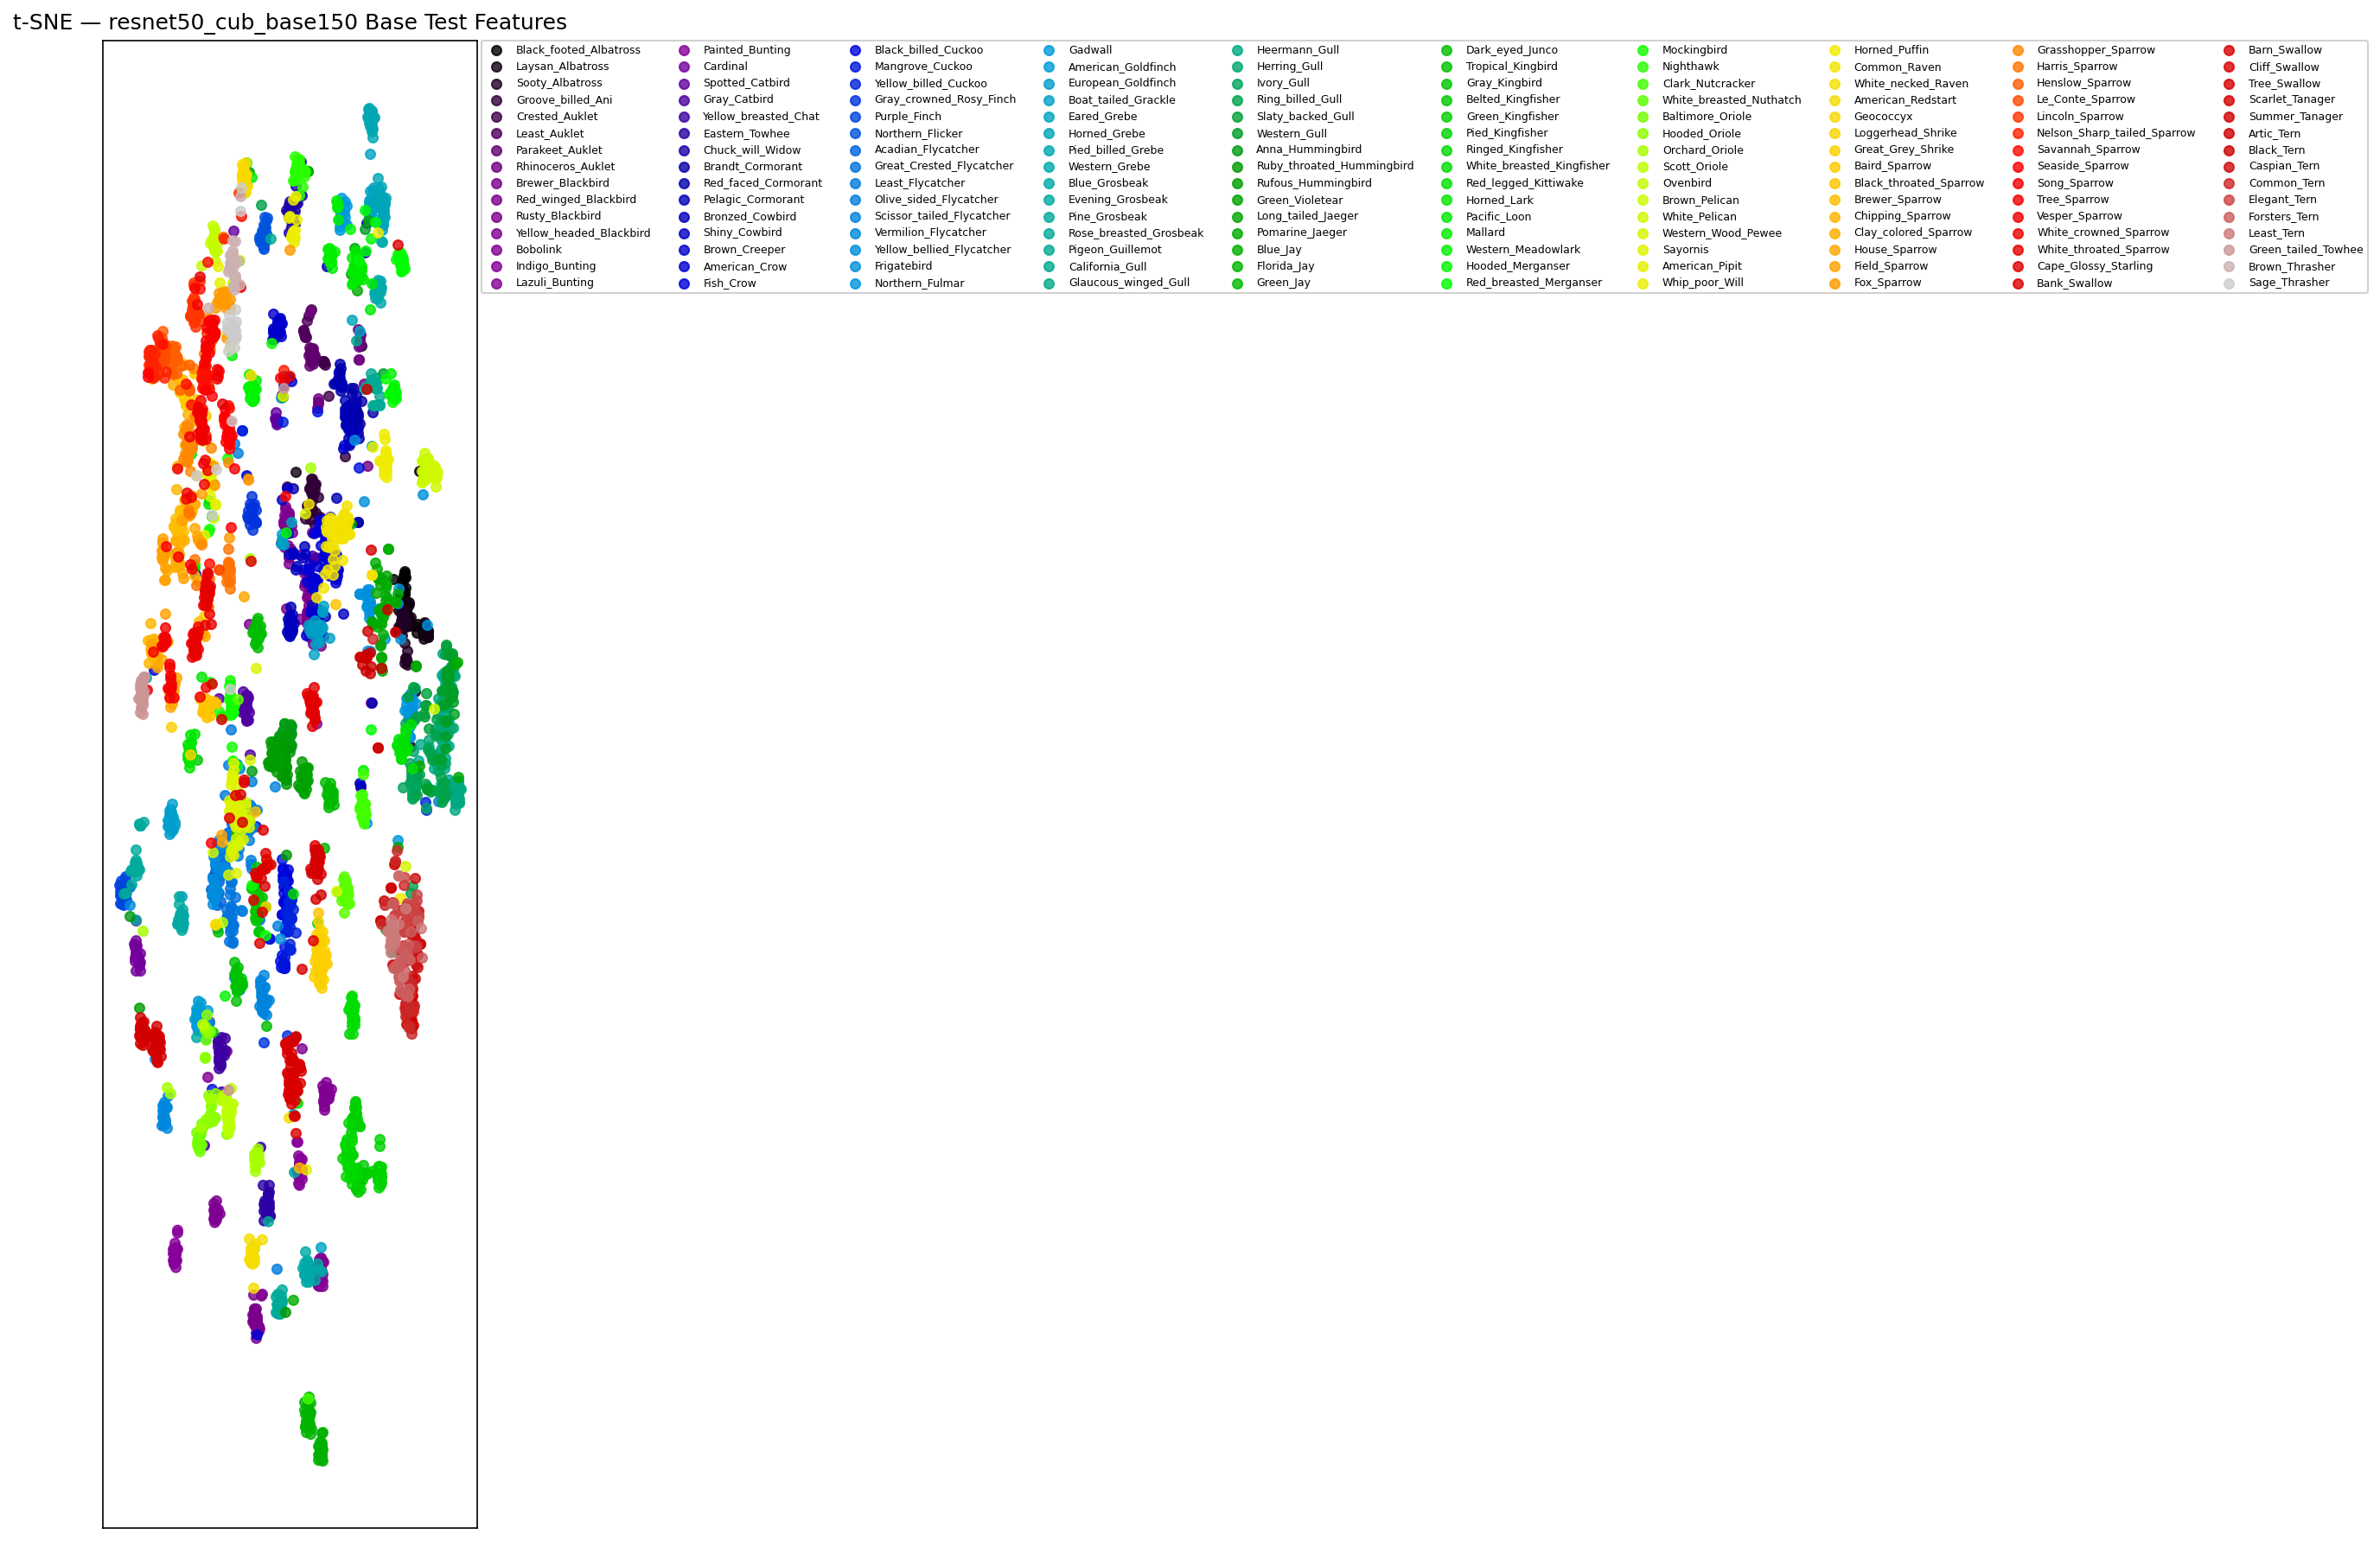 t-SNE — resnet50_cub_base150 Base Test Features
Black_footed_Albatross
Laysan_Albatross
Sooty_Albatross
Groove_billed_Ani
Crested_Auklet
Least_Auklet
Parakeet_Auklet
Rhinoceros_Auklet
Brewer_Blackbird
Red_winged_Blackbird
Rusty_Blackbird
Yellow_headed_Blackbird
Bobolink
Indigo_Bunting
Lazuli_Bunting
Painted_Bunting
Cardinal
Spotted_Catbird
Gray_Catbird
Yellow_breasted_Chat
Eastern_Towhee
Chuck_will_Widow
Brandt_Cormorant
Red_faced_Cormorant
Pelagic_Cormorant
Bronzed_Cowbird
Shiny_Cowbird
Brown_Creeper
American_Crow
Fish_Crow
Black_billed_Cuckoo
Mangrove_Cuckoo
Yellow_billed_Cuckoo
Gray_crowned_Rosy_Finch
Purple_Finch
Northern_Flicker
Acadian_Flycatcher
Great_Crested_Flycatcher
Least_Flycatcher
Olive_sided_Flycatcher
Scissor_tailed_Flycatcher
Vermilion_Flycatcher
Yellow_bellied_Flycatcher
Frigatebird
Northern_Fulmar
Gadwall
American_Goldfinch
European_Goldfinch
Boat_tailed_Grackle
Eared_Grebe
Horned_Grebe
Pied_billed_Grebe
Western_Grebe
Blue_Grosbeak
Evening_Grosbeak
Pine_Grosbeak
Rose_breasted_Grosbeak
Pigeon_Guillemot
California_Gull
Glaucous_winged_Gull
Heermann_Gull
Herring_Gull
Ivory_Gull
Ring_billed_Gull
Slaty_backed_Gull
Western_Gull
Anna_Hummingbird
Ruby_throated_Hummingbird
Rufous_Hummingbird
Green_Violetear
Long_tailed_Jaeger
Pomarine_Jaeger
Blue_Jay
Florida_Jay
Green_Jay
Dark_eyed_Junco
Tropical_Kingbird
Gray_Kingbird
Belted_Kingfisher
Green_Kingfisher
Pied_Kingfisher
Ringed_Kingfisher
White_breasted_Kingfisher
Red_legged_Kittiwake
Horned_Lark
Pacific_Loon
Mallard
Western_Meadowlark
Hooded_Merganser
Red_breasted_Merganser
Mockingbird
Nighthawk
Clark_Nutcracker
White_breasted_Nuthatch
Baltimore_Oriole
Hooded_Oriole
Orchard_Oriole
Scott_Oriole
Ovenbird
Brown_Pelican
White_Pelican
Western_Wood_Pewee
Sayornis
American_Pipit
Whip_poor_Will
Horned_Puffin
Common_Raven
White_necked_Raven
American_Redstart
Geococcyx
Loggerhead_Shrike
Great_Grey_Shrike
Baird_Sparrow
Black_throated_Sparrow
Brewer_Sparrow
Chipping_Sparrow
Clay_colored_Sparrow
House_Sparrow
Field_Sparrow
Fox_Sparrow
Grasshopper_Sparrow
Harris_Sparrow
Henslow_Sparrow
Le_Conte_Sparrow
Lincoln_Sparrow
Nelson_Sharp_tailed_Sparrow
Savannah_Sparrow
Seaside_Sparrow
Song_Sparrow
Tree_Sparrow
Vesper_Sparrow
White_crowned_Sparrow
White_throated_Sparrow
Cape_Glossy_Starling
Bank_Swallow
Barn_Swallow
Cliff_Swallow
Tree_Swallow
Scarlet_Tanager
Summer_Tanager
Artic_Tern
Black_Tern
Caspian_Tern
Common_Tern
Elegant_Tern
Forsters_Tern
Least_Tern
Green_tailed_Towhee
Brown_Thrasher
Sage_Thrasher